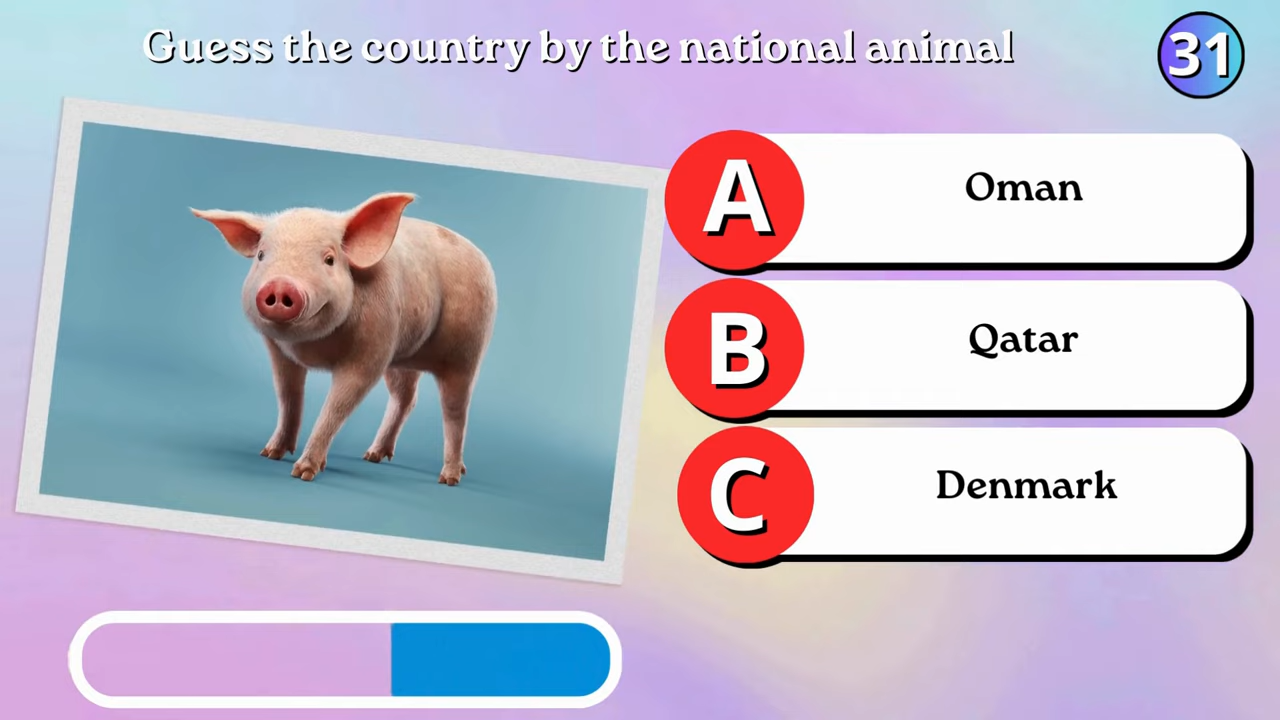 Guess the country by the national animal
31
A
Oman
B
Qatar
C
Denmark